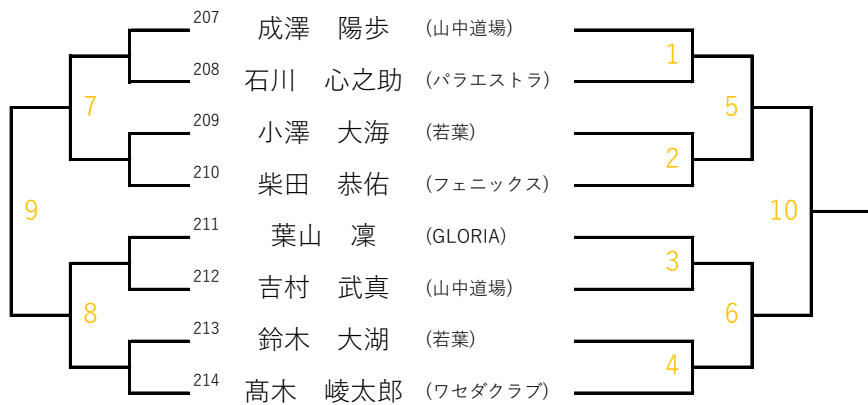 207 成澤　陽歩 (山中道場)
1
208 石川　心之助 (パラエストラ)
7
5
209 小澤　大海 (若葉)
2
210 柴田　恭佑 (フェニックス)
9
10
211 葉山　凜 (GLORIA)
3
212 吉村　武真 (山中道場)
8
6
213 鈴木　大湖 (若葉)
4
214 髙木　崚太郎 (ワセダクラブ)